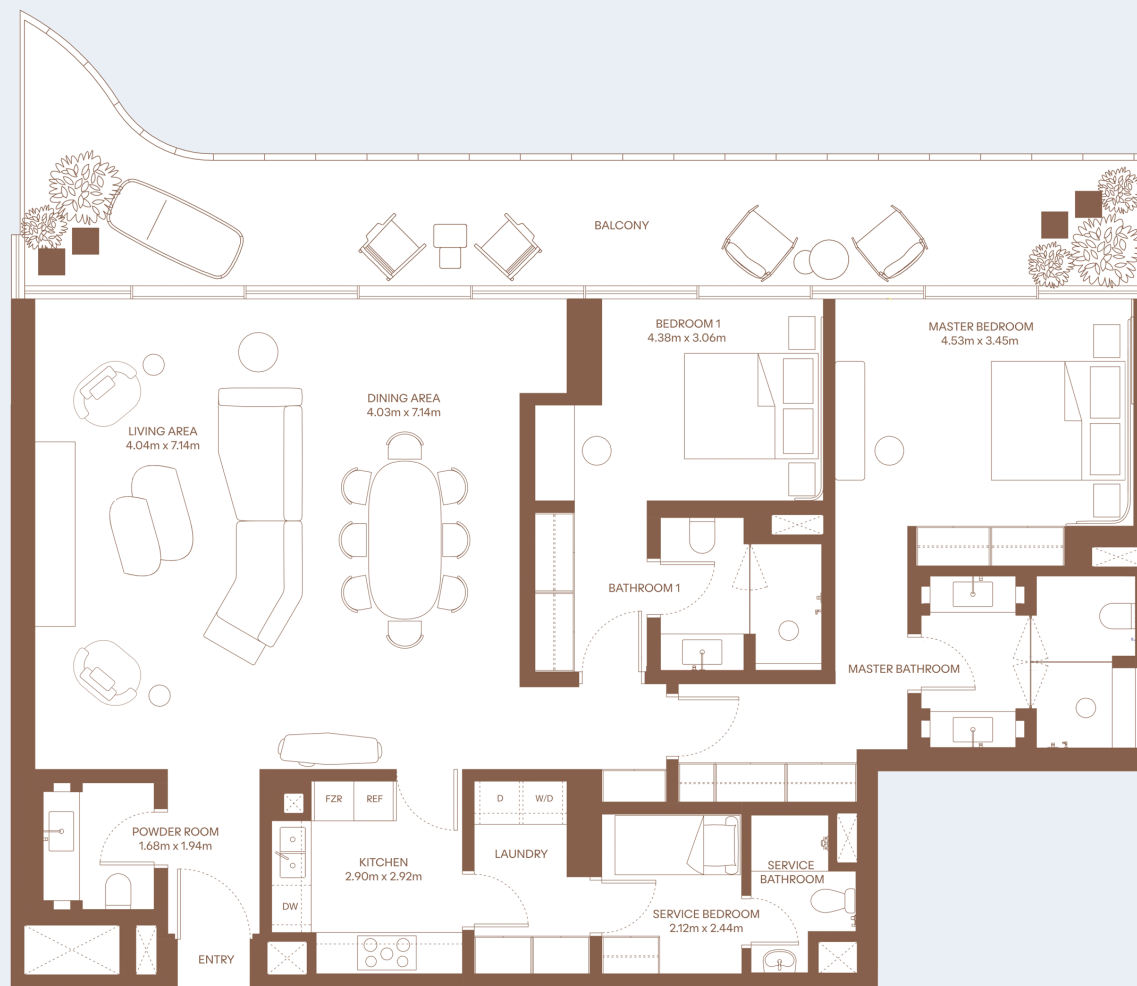 BALCONY
BEDROOM 1
4.38m x 3.06m
MASTER BEDROOM
4.53m x 3.45m
DINING AREA
4.03m x 7.14m
LIVING AREA
4.04m x 7.14m
BATHROOM 1
MASTER BATHROOM
FZR
REF
D
W/D
POWDER ROOM
1.68m x 1.94m
KITCHEN
2.90m x 2.92m
LAUNDRY
SERVICE
BATHROOM
DW
SERVICE BEDROOM
2.12m x 2.44m
ENTRY